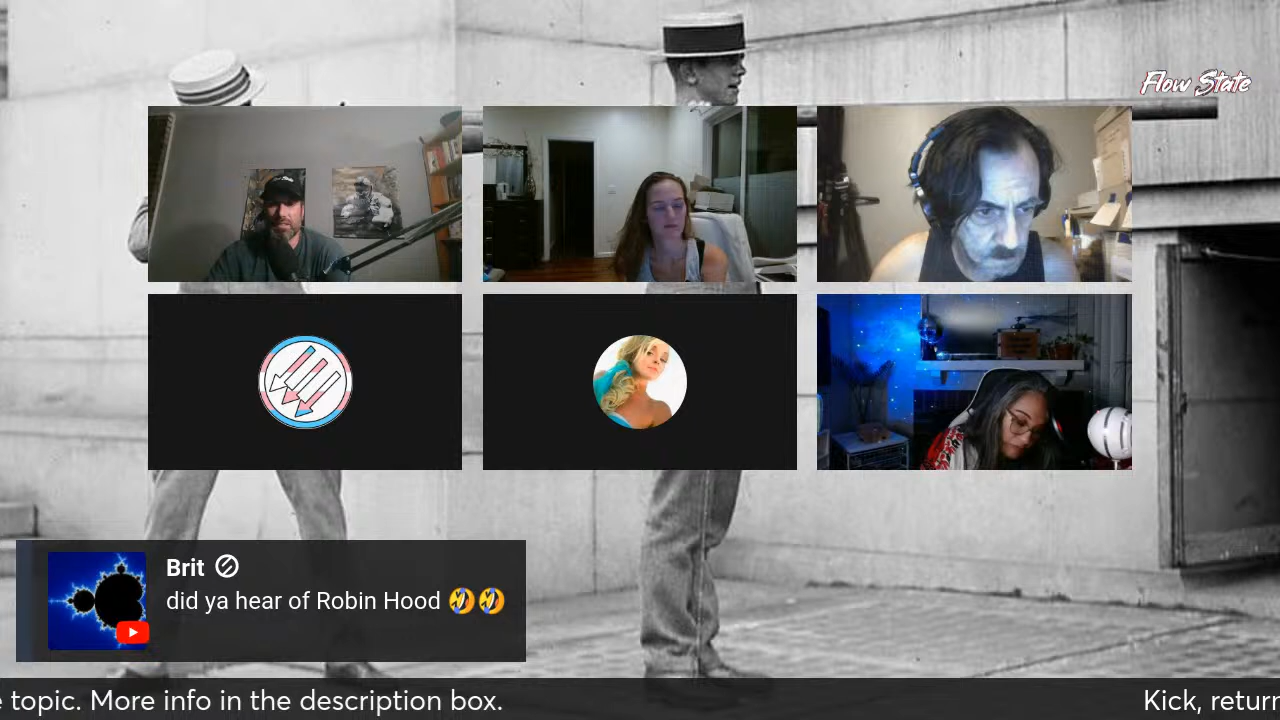 Flow State
Brit
did ya hear of Robin Hood 🤣🤣
e topic. More info in the description box.
Kick, return